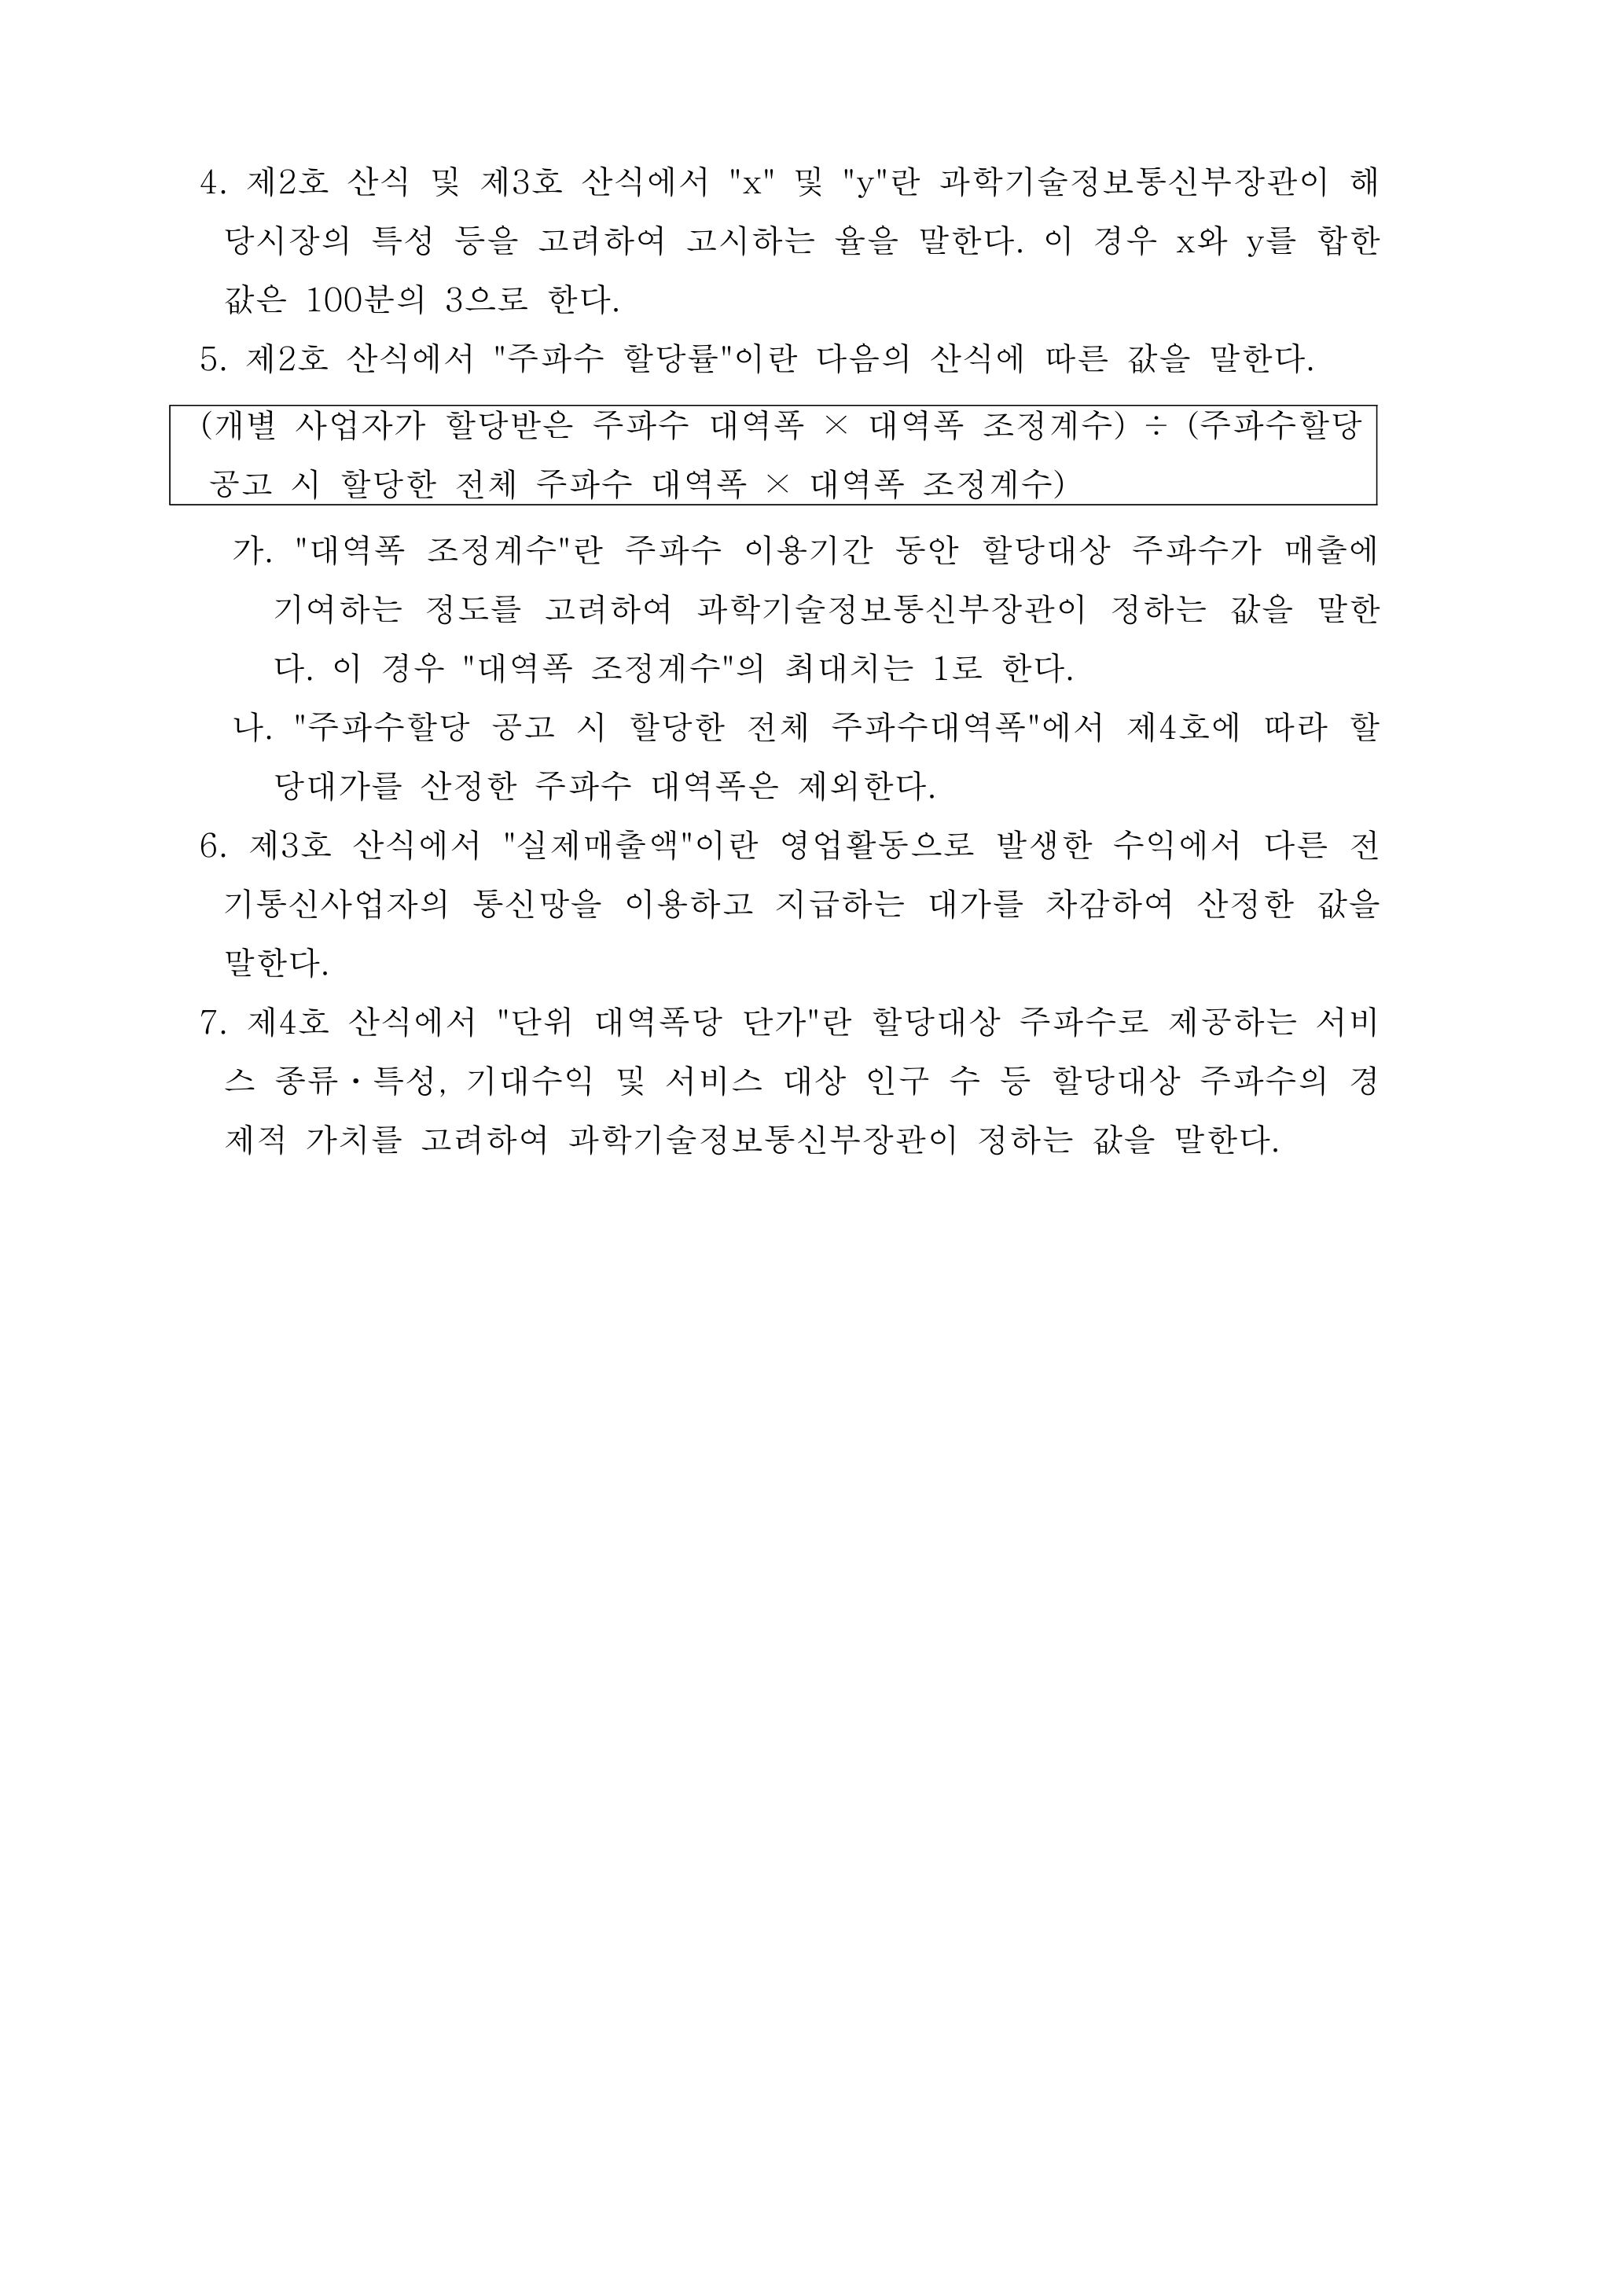 4. 제2호 산식 및 제3호 산식에서 "x" 및 "y"란 과학기술정보통신부장관이 해
당시장의 특성 등을 고려하여 고시하는 율을 말한다. 이 경우 x와 y를 합한
값은 100분의 3으로 한다.
5. 제2호 산식에서 "주파수 할당률"이란 다음의 산식에 따른 값을 말한다.
(개별 사업자가 할당받은 주파수 대역폭 × 대역폭 조정계수) ÷ (주파수할당
공고 시 할당한 전체 주파수 대역폭 × 대역폭 조정계수)
가. "대역폭 조정계수"란 주파수 이용기간 동안 할당대상 주파수가 매출에
기여하는 정도를 고려하여 과학기술정보통신부장관이 정하는 값을 말한
다. 이 경우 "대역폭 조정계수"의 최대치는 1로 한다.
나. "주파수할당 공고 시 할당한 전체 주파수대역폭"에서 제4호에 따라 할
당대가를 산정한 주파수 대역폭은 제외한다.
6. 제3호 산식에서 "실제매출액"이란 영업활동으로 발생한 수익에서 다른 전
기통신사업자의 통신망을 이용하고 지급하는 대가를 차감하여 산정한 값을
말한다.
7. 제4호 산식에서 "단위 대역폭당 단가"란 할당대상 주파수로 제공하는 서비
스 종류·특성, 기대수익 및 서비스 대상 인구 수 등 할당대상 주파수의 경
제적 가치를 고려하여 과학기술정보통신부장관이 정하는 값을 말한다.